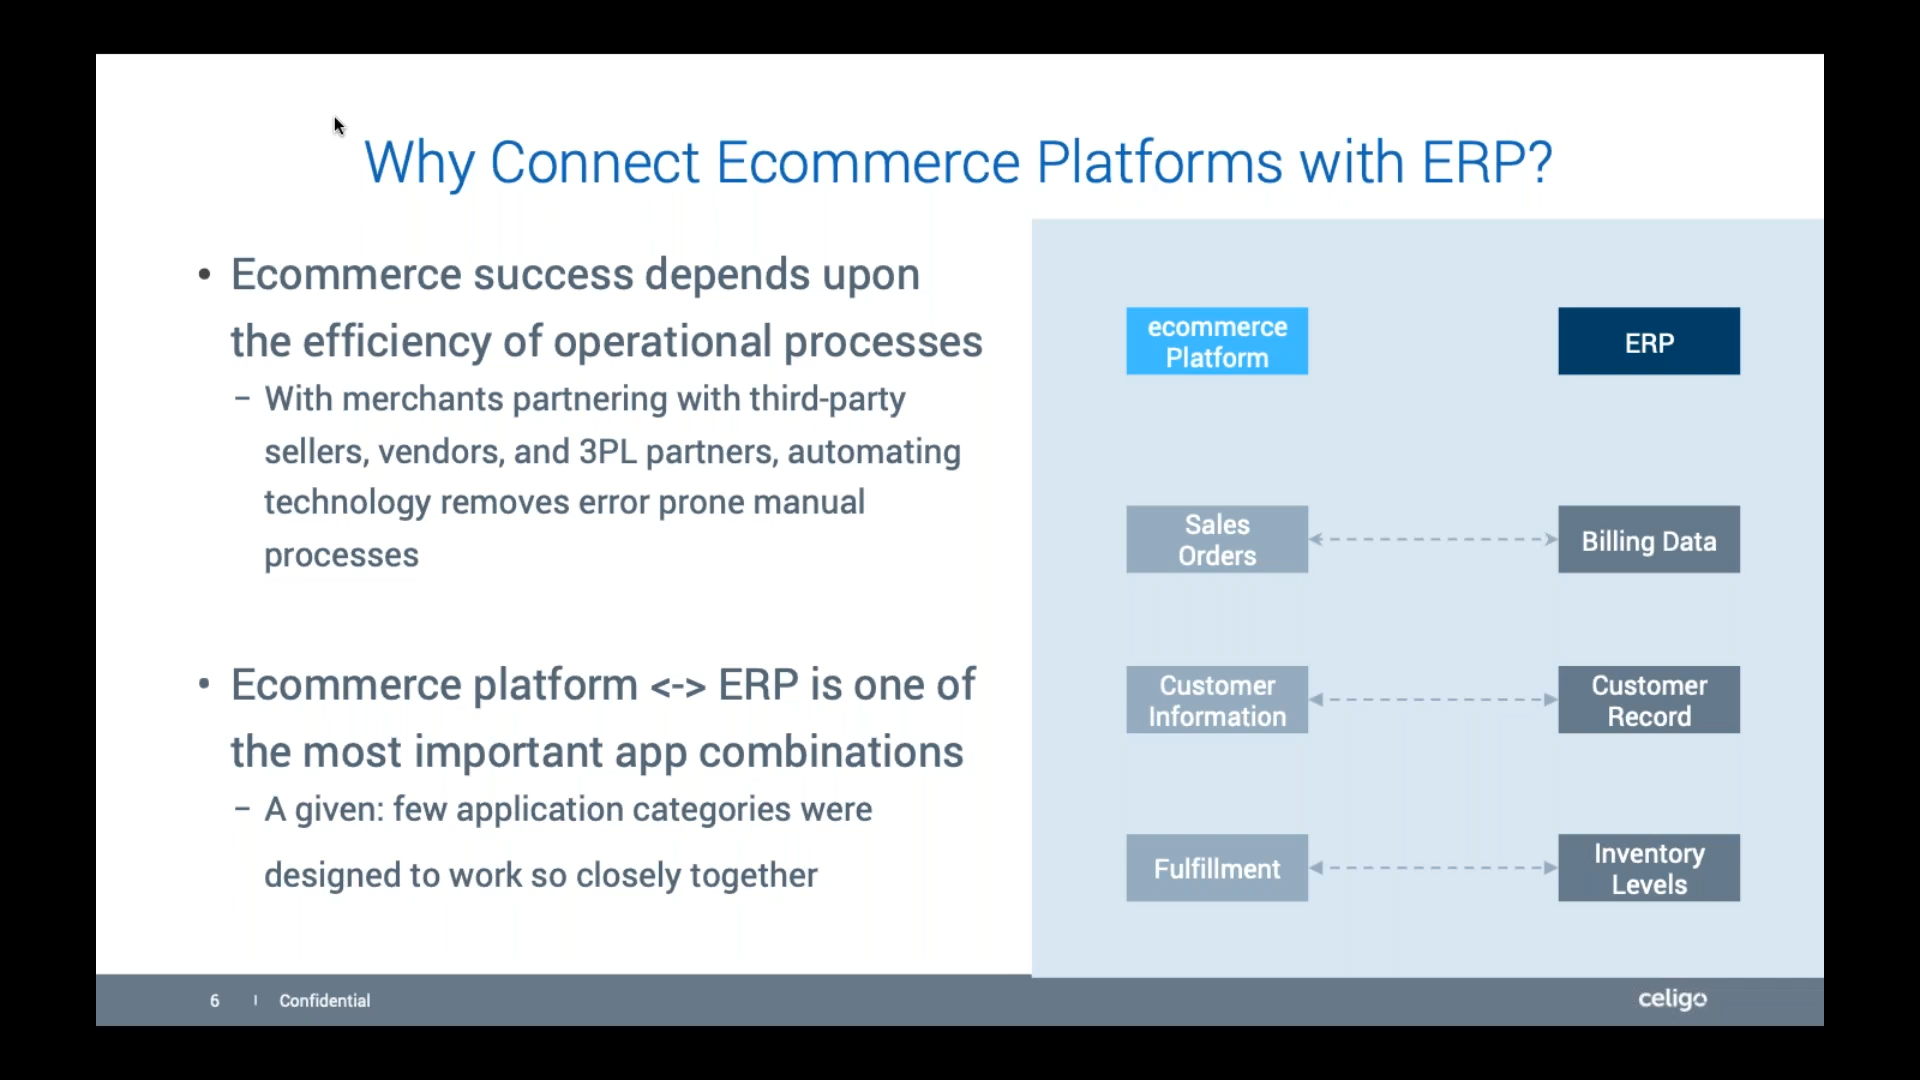 Why Connect Ecommerce Platforms with ERP?
• Ecommerce success depends upon
the efficiency of operational processes
– With merchants partnering with third-party
sellers, vendors, and 3PL partners, automating
technology removes error prone manual
processes
• Ecommerce platform <-> ERP is one of
the most important app combinations
– A given: few application categories were
designed to work so closely together
ecommerce
Platform
ERP
Sales
Orders
Billing Data
Customer
Information
Customer
Record
Fulfillment
Inventory
Levels
6 | Confidential
celigo